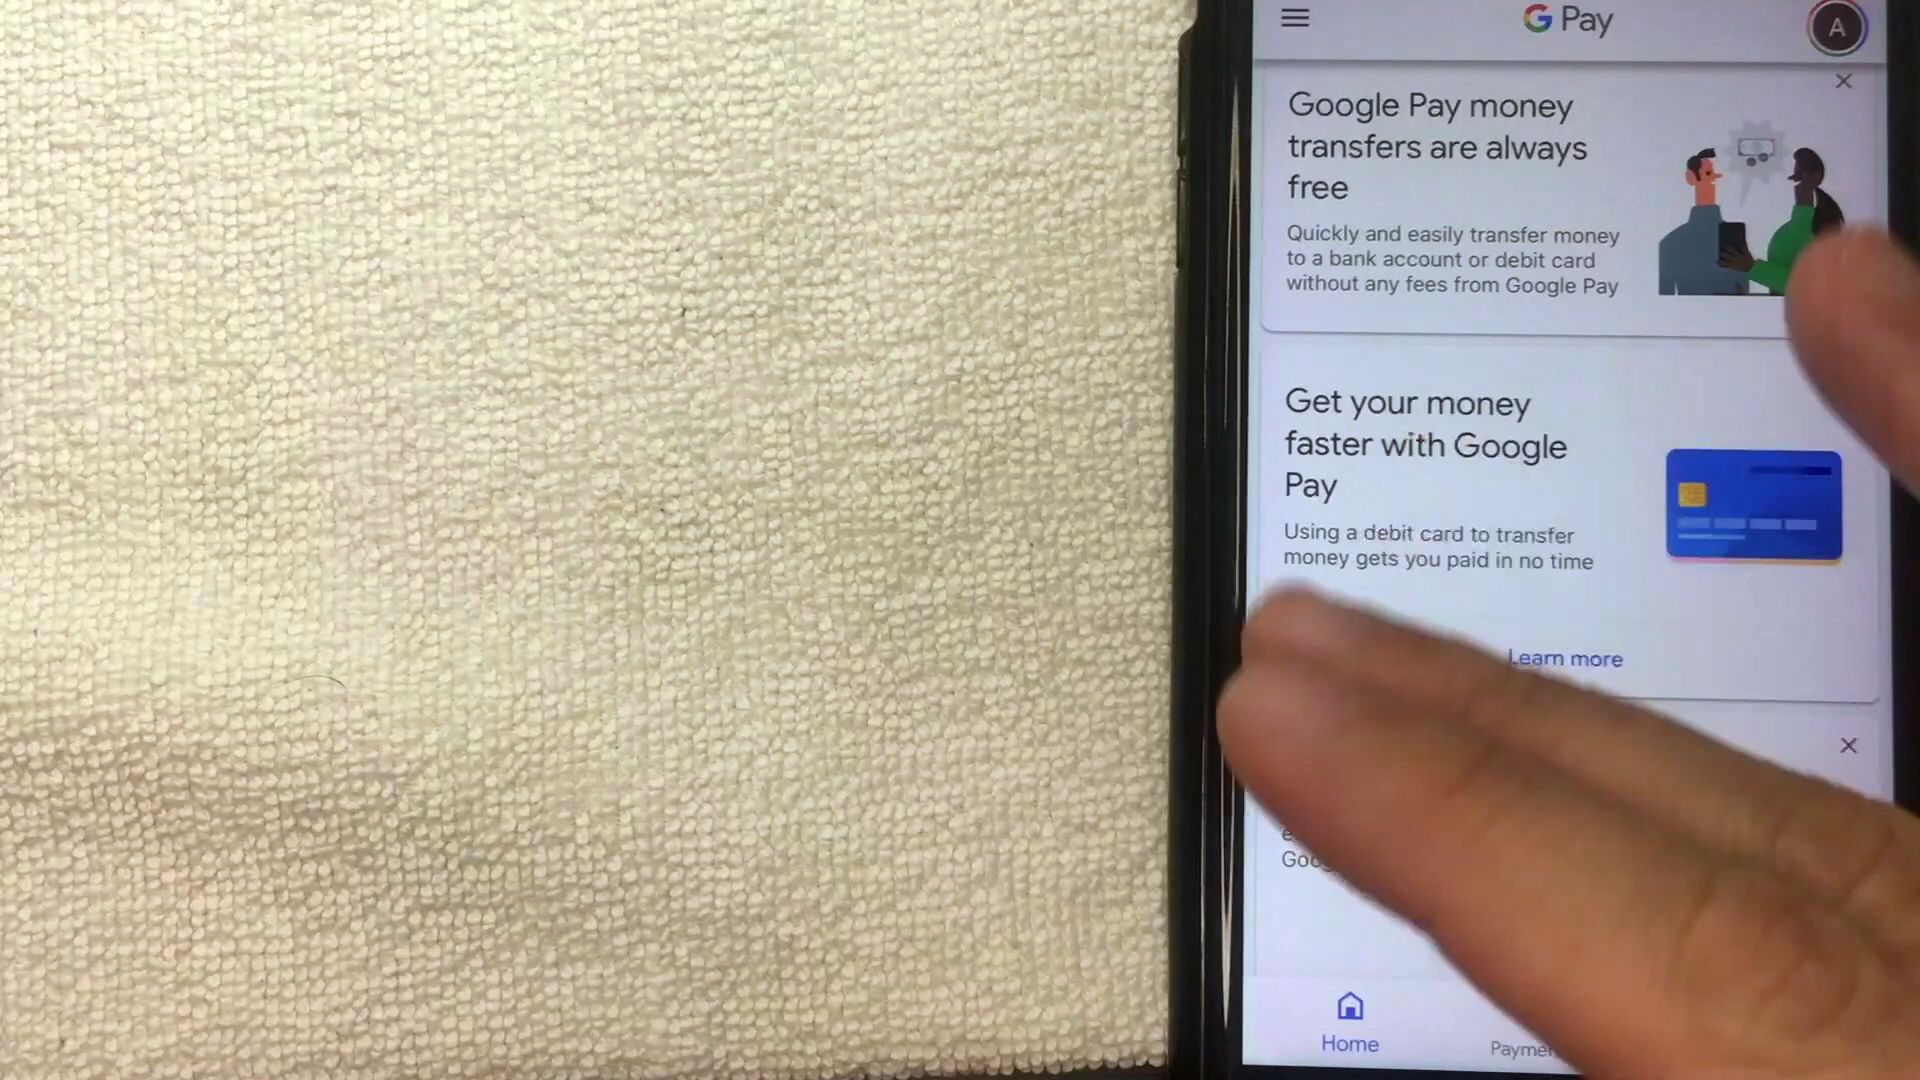 G Pay
A
Google Pay money
transfers are always
free
Quickly and easily transfer money
to a bank account or debit card
without any fees from Google Pay
Get your money
faster with Google
Pay
Using a debit card to transfer
money gets you paid in no time
Learn more
Home